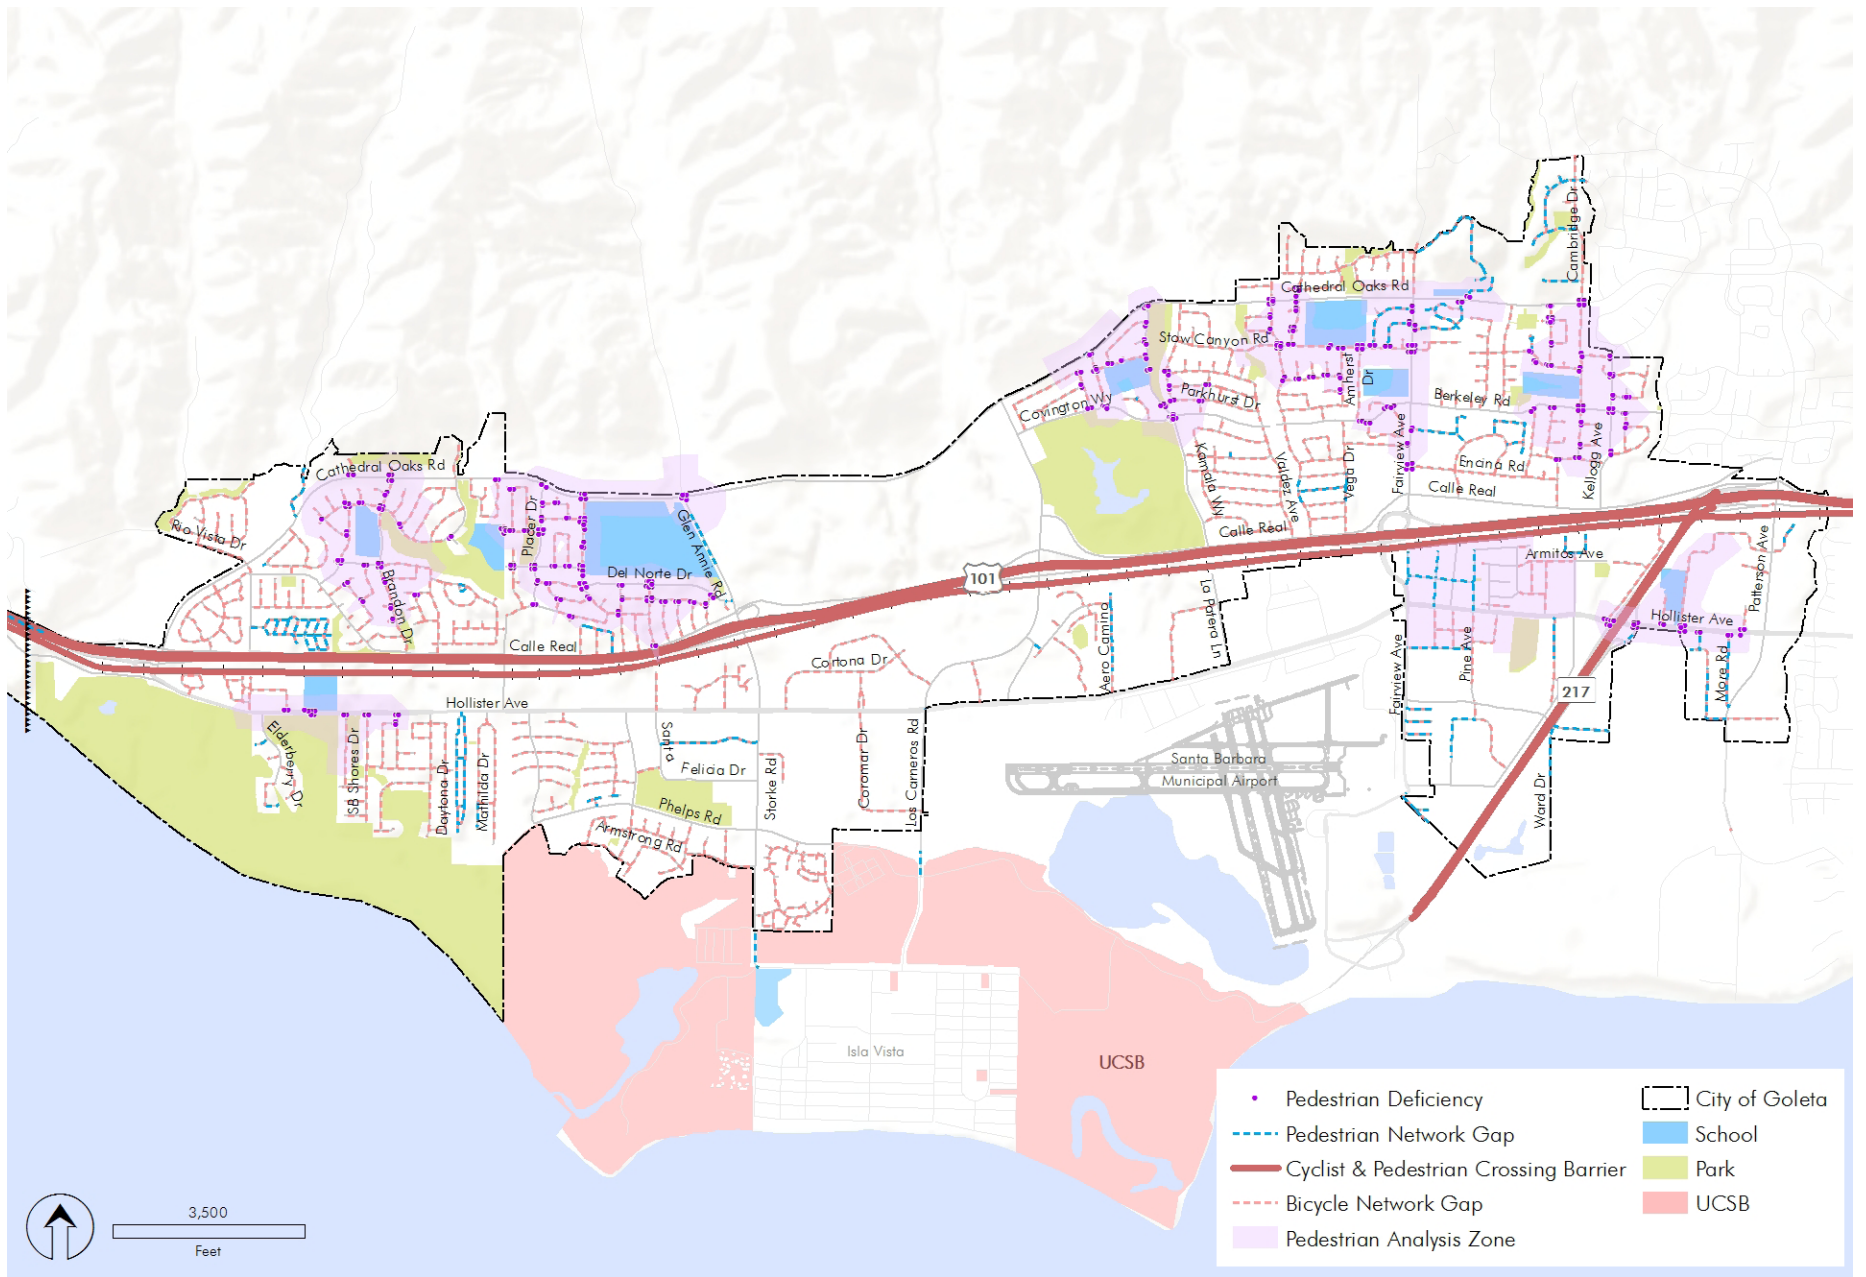 Cambridge Dr
Cathedral Oaks Rd
Stow Canyon Rd
Amherst
Dr
Parkhurst Dr
Covington Wy
Berkeley Rd
Fairview Ave
Kellogg Ave
Kamala Wy
Valdez Ave
Vega Dr
Encina Rd
Calle Real
Calle Real
Cathedral Oaks Rd
Rio Vista Dr
Placer Dr
Glen Annie Rd
Del Norte Dr
Brandon Dr
Calle Real
101
Armitos Ave
Patterson Ave
Hollister Ave
La Patera Ln
Aero Camino
Cortona Dr
Fairview Ave
Pine Ave
More Rd
217
Hollister Ave
Elderberry Dr
SB Shores Dr
Daytona Dr
Mathilda Dr
Santa
Felicia Dr
Storke Rd
Coromar Dr
Los Carneros Rd
Phelps Rd
Armstrong Rd
Santa Barbara
Municipal Airport
Ward Dr
Isla Vista
UCSB
Pedestrian Deficiency
Pedestrian Network Gap
Cyclist & Pedestrian Crossing Barrier
Bicycle Network Gap
Pedestrian Analysis Zone
City of Goleta
School
Park
UCSB
3,500
Feet